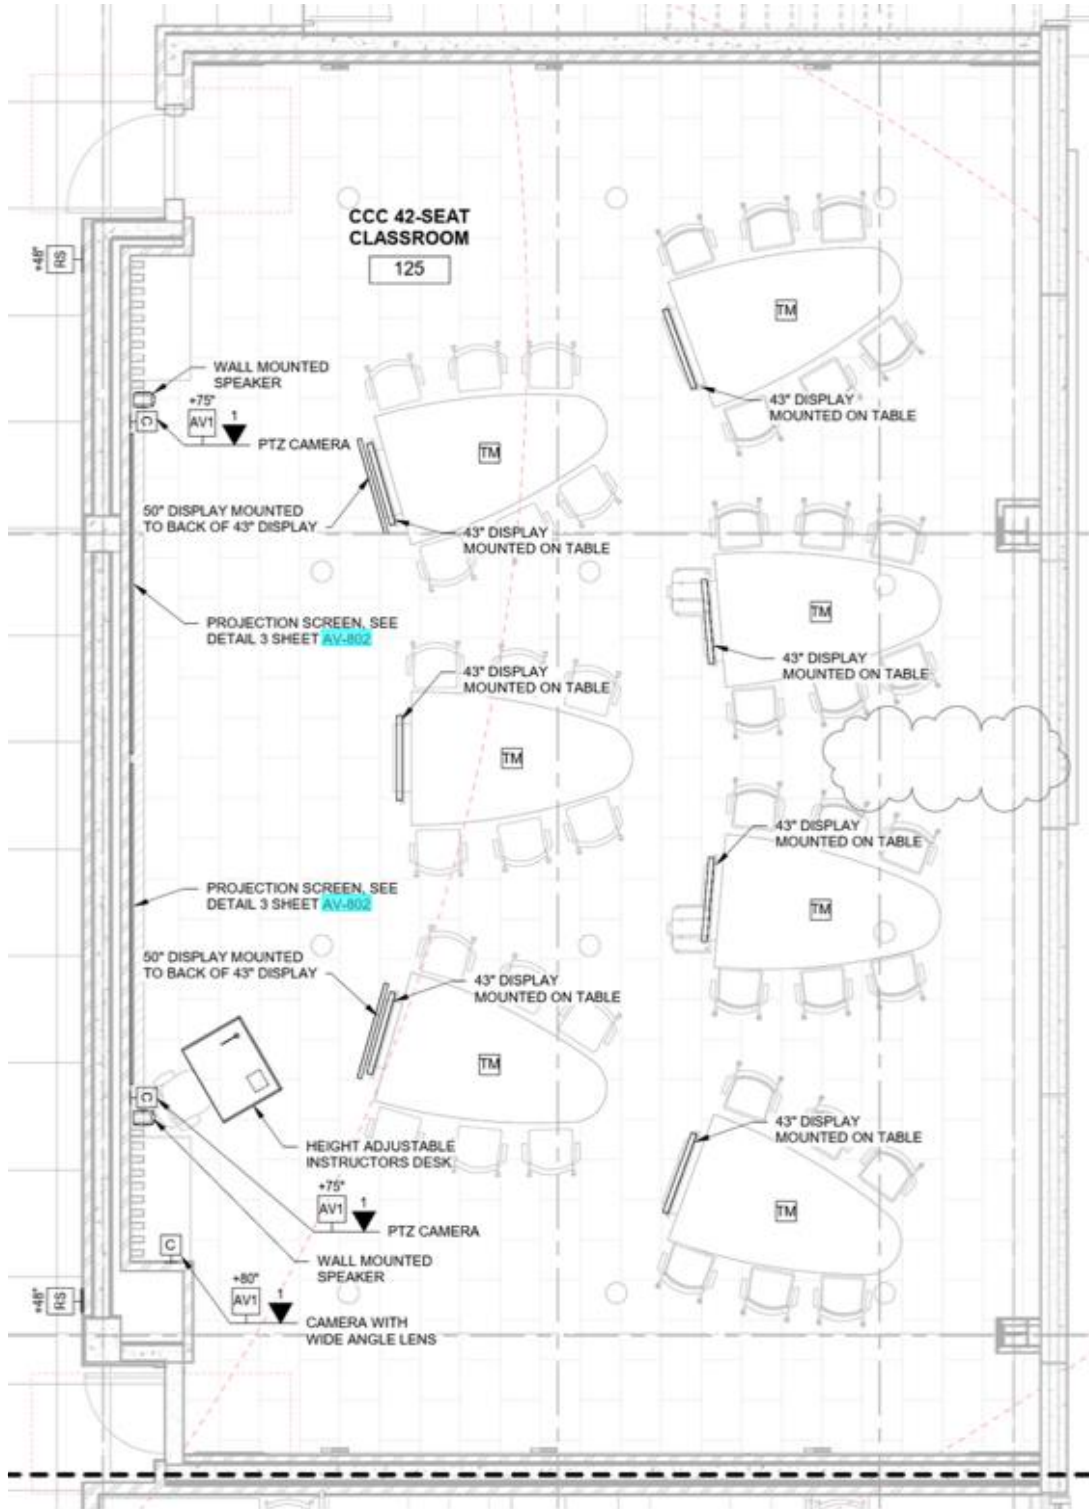 CCC 42-SEAT
CLASSROOM
125
+48"
RS
TM
WALL MOUNTED
SPEAKER
43" DISPLAY
MOUNTED ON TABLE
+75"
AV1
1
C
PTZ CAMERA
TM
50" DISPLAY MOUNTED
TO BACK OF 43" DISPLAY
43" DISPLAY
MOUNTED ON TABLE
PROJECTION SCREEN, SEE
DETAIL 3 SHEET AV-802
TM
43" DISPLAY
MOUNTED ON TABLE
43" DISPLAY
MOUNTED ON TABLE
TM
43" DISPLAY
MOUNTED ON TABLE
PROJECTION SCREEN, SEE
DETAIL 3 SHEET AV-802
TM
50" DISPLAY MOUNTED
TO BACK OF 43" DISPLAY
43" DISPLAY
MOUNTED ON TABLE
TM
C
HEIGHT ADJUSTABLE
INSTRUCTORS DESK
43" DISPLAY
MOUNTED ON TABLE
+75"
AV1
1
PTZ CAMERA
TM
C
WALL MOUNTED
SPEAKER
+80"
AV1
1
+48"
RS
CAMERA WITH
WIDE ANGLE LENS